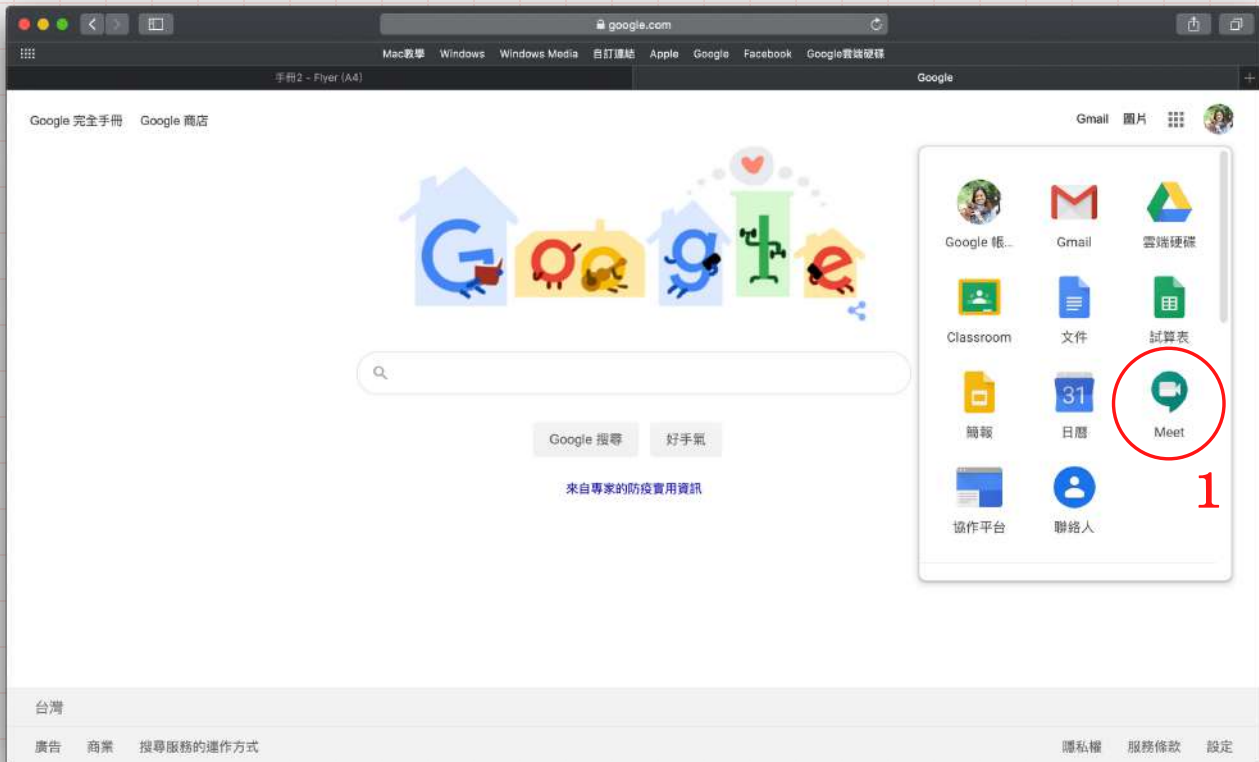 google.com
Mac教學 Windows Windows Media 自訂連結 Apple Google Facebook Google雲端硬碟
手冊2 - Flyer (A4) Google
Google 完全手冊 Google 商店 Gmail 圖片
Google
Google 帳... Gmail 雲端硬碟
Classroom 文件 試算表
31
簡報 日曆 Meet
1
Google 搜尋 好手氣
來自專家的防疫實用資訊
協作平台 聯絡人
台灣
廣告 商業 搜尋服務的運作方式 隱私權 服務條款 設定